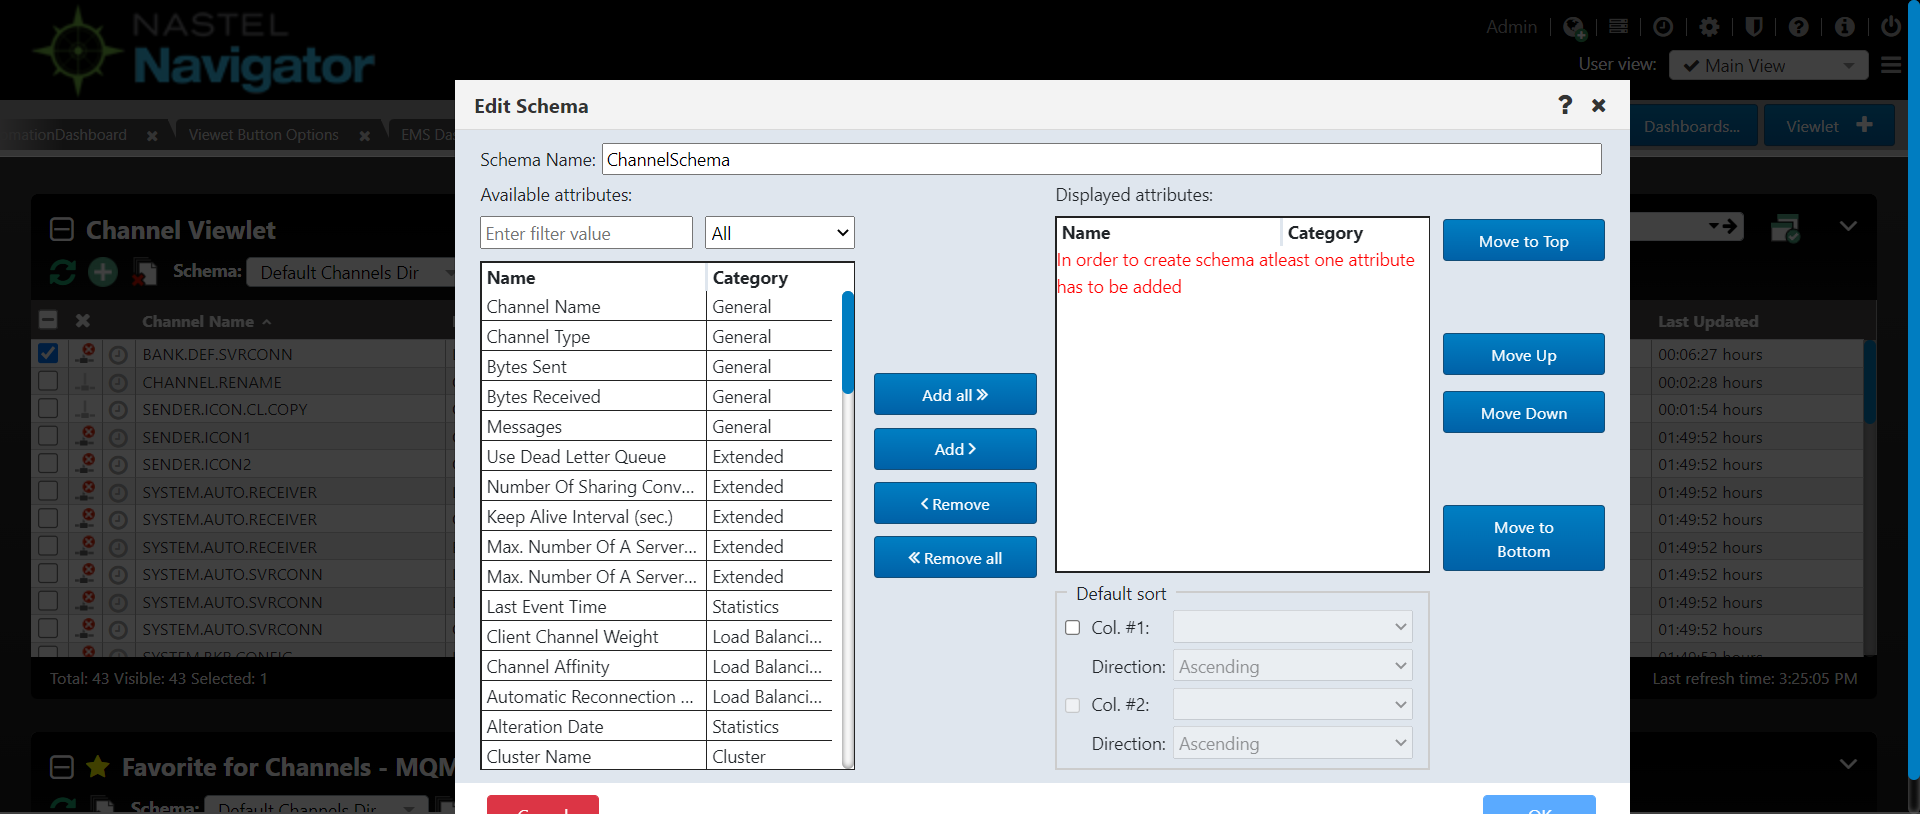 NASTEL
Navigator
Admin
User view:
Main View
mationDashboard
Viewet Button Options
EMS Das
Dashboards...
Viewlet
Edit Schema
Schema Name:
ChannelSchema
Available attributes:
Enter filter value
All
Name Category
Channel Name General
Channel Type General
Bytes Sent General
Bytes Received General
Messages General
Use Dead Letter Queue Extended
Number Of Sharing Conv... Extended
Keep Alive Interval (sec.) Extended
Max. Number Of A Server... Extended
Max. Number Of A Server... Extended
Last Event Time Statistics
Client Channel Weight Load Balanci...
Channel Affinity Load Balanci...
Automatic Reconnection ... Load Balanci...
Alteration Date Statistics
Cluster Name Cluster
Add all
Add
Remove
Remove all
Displayed attributes:
Name Category
In order to create schema atleast one attribute
has to be added
Move to Top
Move Up
Move Down
Move to
Bottom
Default sort
Col. #1:
Direction: Ascending
Col. #2:
Direction: Ascending
Cancel
OK
Channel Viewlet
Schema: Default Channels Dir
Channel Name
Last Updated
BANK.DEF.SVRCONN 00:06:27 hours
CHANNEL.RENAME 00:02:28 hours
SENDER.ICON.CL.COPY 00:01:54 hours
SENDER.ICON1 01:49:52 hours
SENDER.ICON2 01:49:52 hours
SYSTEM.AUTO.RECEIVER 01:49:52 hours
SYSTEM.AUTO.RECEIVER 01:49:52 hours
SYSTEM.AUTO.RECEIVER 01:49:52 hours
SYSTEM.AUTO.SVRCONN 01:49:52 hours
SYSTEM.AUTO.SVRCONN 01:49:52 hours
SYSTEM.AUTO.SVRCONN 01:49:52 hours
SYSTEM.BKP.CONFIG 01:49:52 hours
Total: 43 Visible: 43 Selected: 1
Last refresh time: 3:25:05 PM
Favorite for Channels - MQM
Schema: Default Channels Dir